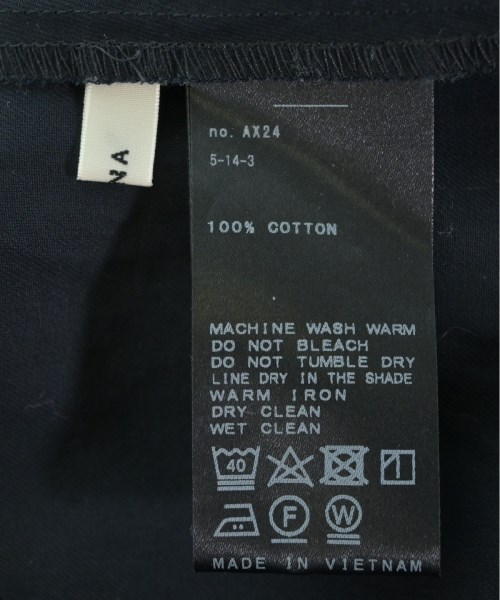 NA
no. AX24
5-14-3
100% COTTON
MACHINE WASH WARM
DO NOT BLEACH
DO NOT TUMBLE DRY
LINE DRY IN THE SHADE
WARM IRON
DRY CLEAN
WET CLEAN
40
F
W
MADE IN VIETNAM